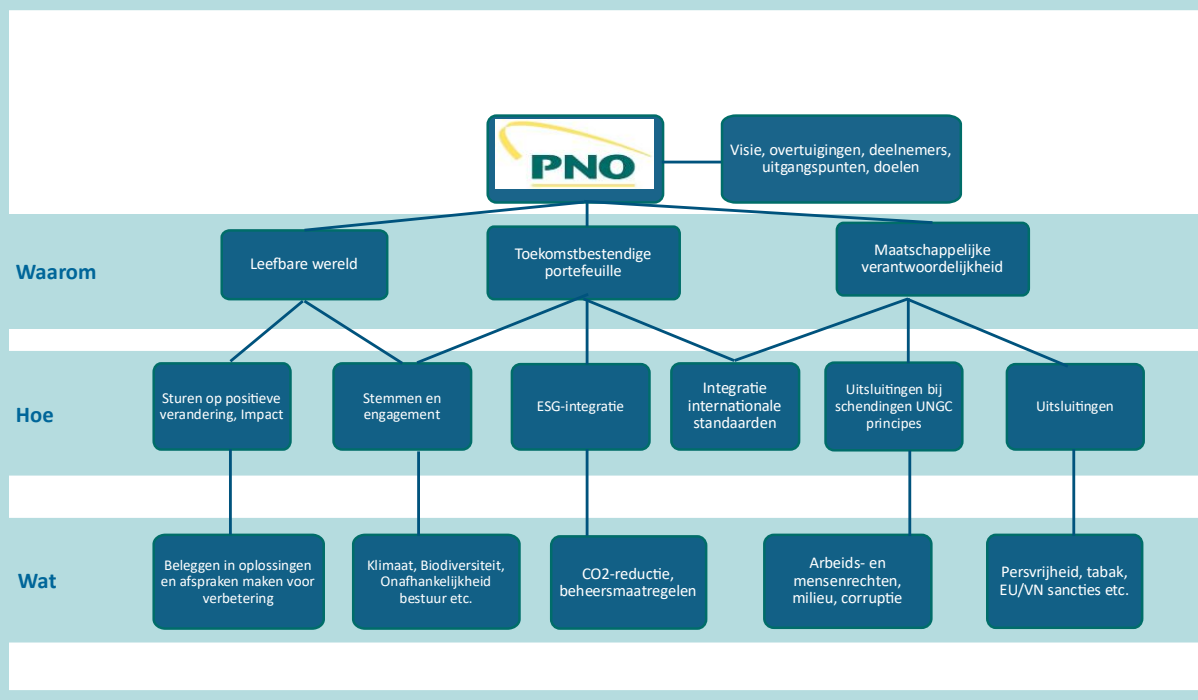 PNO
Visie, overtuigingen, deelnemers,
uitgangspunten, doelen
Waarom
Leefbare wereld
Toekomstbestendige
portefeuille
Maatschappelijke
verantwoordelijkheid
Hoe
Sturen op positieve
verandering, Impact
Stemmen en
engagement
ESG-integratie
Integratie
internationale
standaarden
Uitsluitingen bij
schendingen UNGC
principes
Uitsluitingen
Wat
Beleggen in oplossingen
en afspraken maken voor
verbetering
Klimaat, Biodiversiteit,
Onafhankelijkheid
bestuur etc.
CO2-reductie,
beheersmaatregelen
Arbeids- en
mensenrechten,
milieu, corruptie
Persvrijheid, tabak,
EU/VN sancties etc.